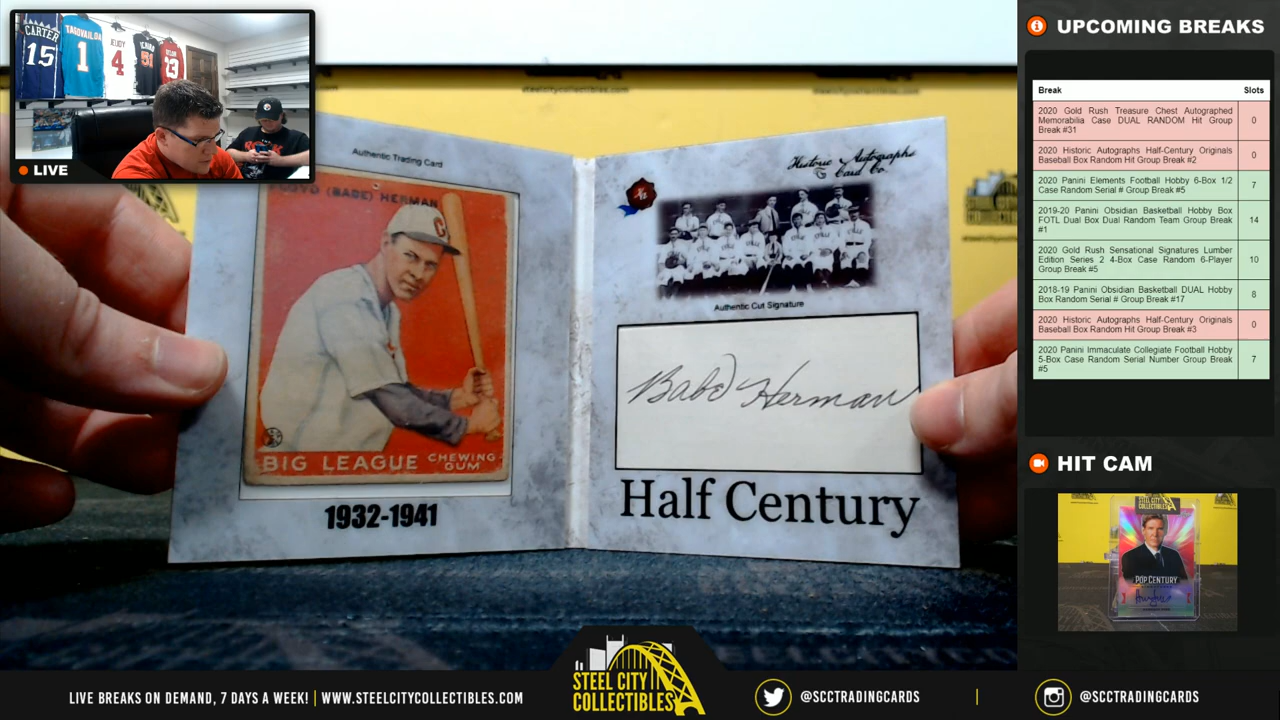 CARTER
15
TAGOVAILOA
1
4
23
LIVE
steelcitycollectibles.com
Authentic Trading Card
FLOYD (BABE) HERMAN
C
BIG LEAGUE CHEWING GUM
1932-1941
Historic Autographs
& Card Co.
Authentic Cut Signature
Babe Herman
Half Century
UPCOMING BREAKS
Break Slots
2020 Gold Rush Treasure Chest Autographed
Memorabilia Case DUAL RANDOM Hit Group 0
Break #31
2020 Historic Autographs Half-Century Originals 0
Baseball Box Random Hit Group Break #2
2020 Panini Elements Football Hobby 6-Box 1/2 7
Case Random Serial # Group Break #5
2019-20 Panini Obsidian Basketball Hobby Box
FOTL Dual Box Dual Random Team Group Break 14
#1
2020 Gold Rush Sensational Signatures Lumber
Edition Series 2 4-Box Case Random 6-Player 10
Group Break #5
2018-19 Panini Obsidian Basketball DUAL Hobby 8
Box Random Serial # Group Break #17
2020 Historic Autographs Half-Century Originals 0
Baseball Box Random Hit Group Break #3
2020 Panini Immaculate Collegiate Football Hobby
5-Box Case Random Serial Number Group Break 7
#5
HIT CAM
STEEL CITY
COLLECTIBLES
POP CENTURY
LIVE BREAKS ON DEMAND, 7 DAYS A WEEK! | WWW.STEELCITYCOLLECTIBLES.COM
STEEL CITY
COLLECTIBLES
@SCCTRADINGCARDS | @SCCTRADINGCARDS